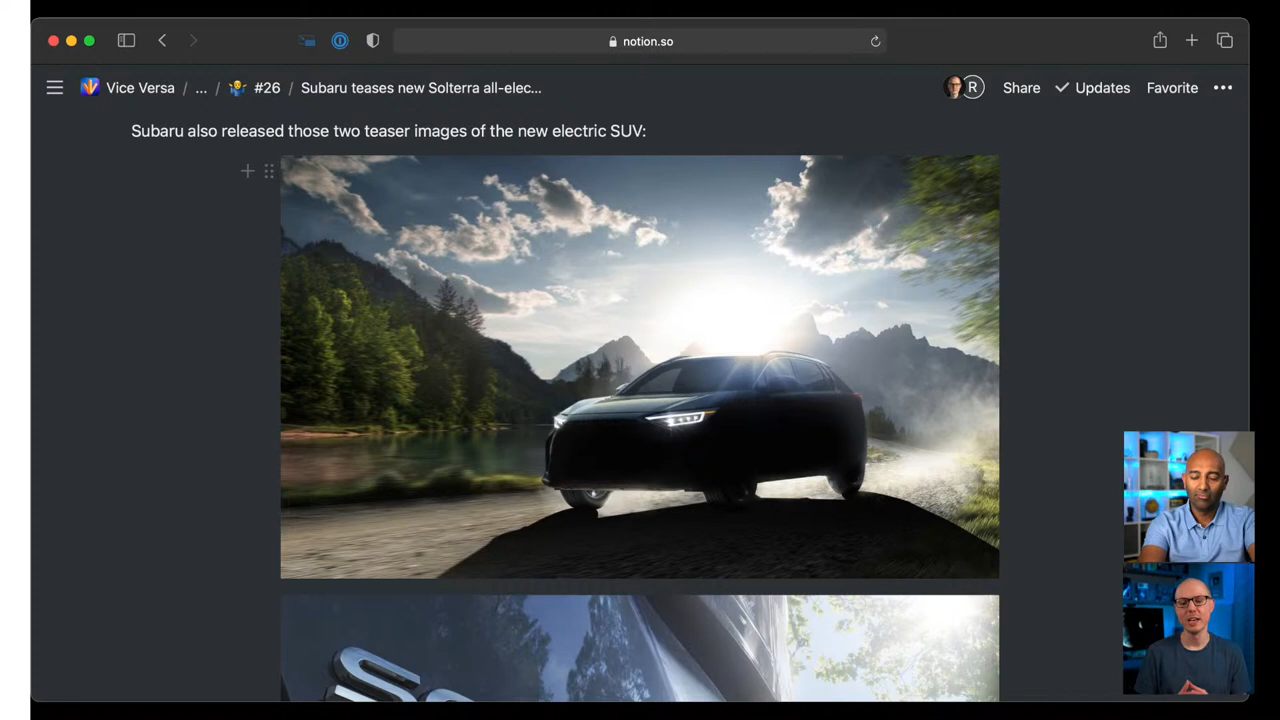 notion.so
Vice Versa / ... / #26 / Subaru teases new Solterra all-elec...
R Share Updates Favorite
Subaru also released those two teaser images of the new electric SUV: